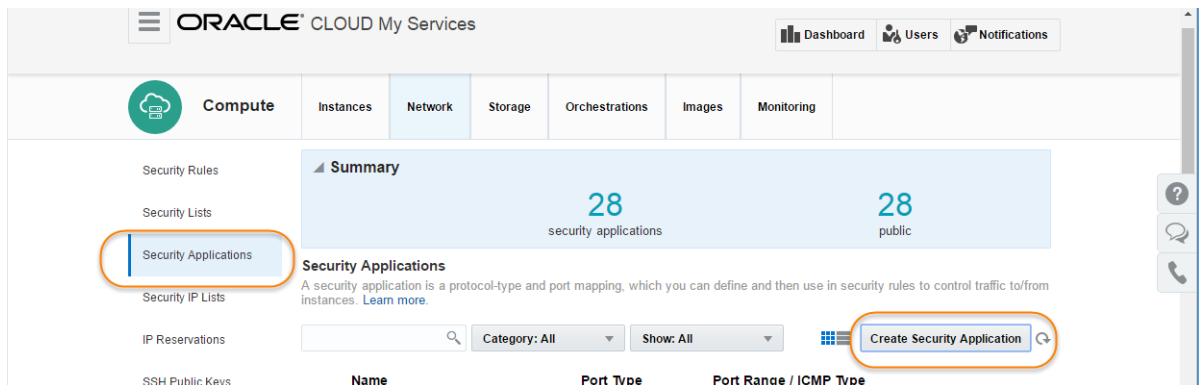 ORACLE® CLOUD My Services
Dashboard Users Notifications
Compute Instances Network Storage Orchestrations Images Monitoring
Security Rules
Security Lists
Security Applications
Security IP Lists
IP Reservations
SSH Public Keys
Summary
28 28
security applications public
Security Applications
A security application is a protocol-type and port mapping, which you can define and then use in security rules to control traffic to/from
instances. Learn more.
Category: All Show: All Create Security Application
Name Port Type Port Range / ICMP Type
?